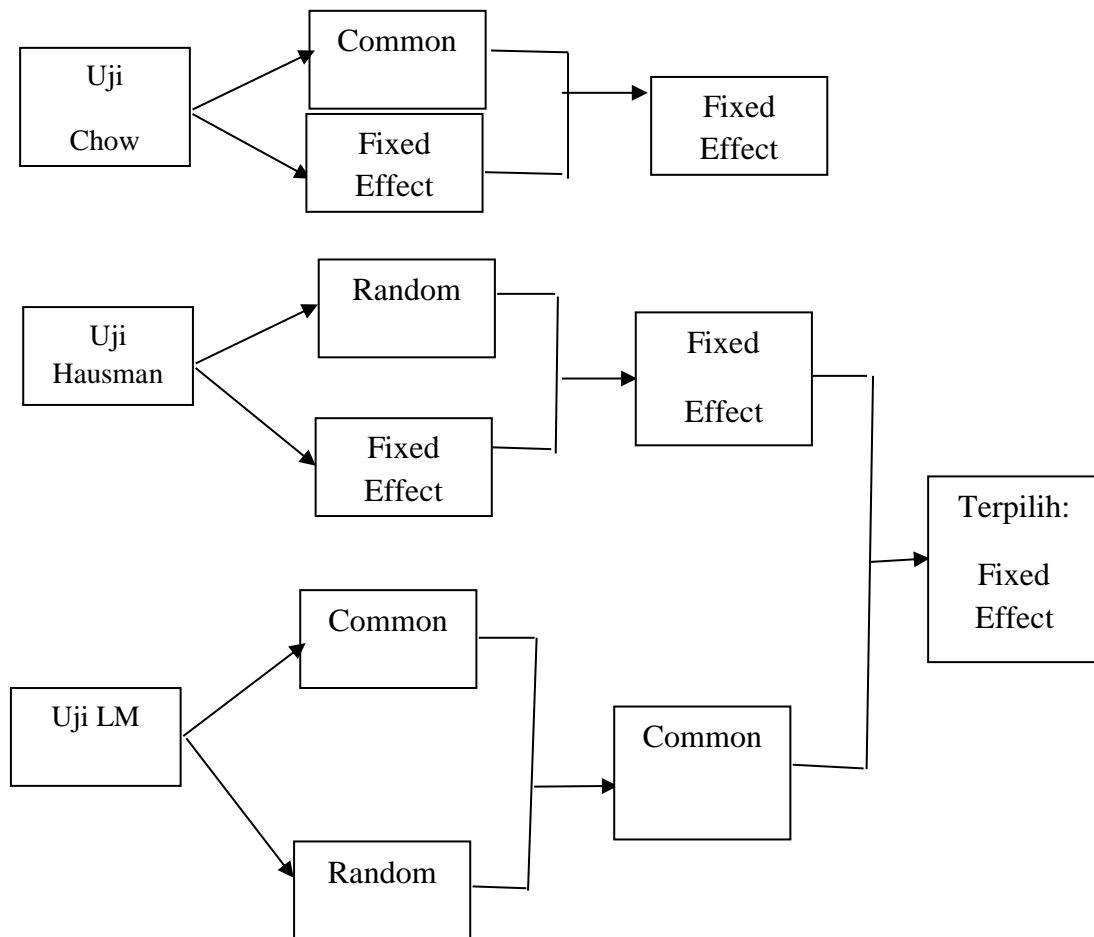 Uji
Chow
Common
Fixed
Effect
Fixed
Effect
Uji
Hausman
Random
Fixed
Effect
Fixed
Effect
Uji LM
Common
Random
Common
Terpilih:
Fixed
Effect